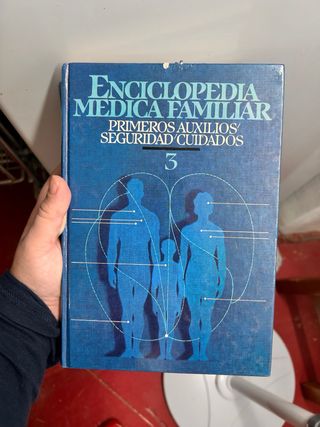 ENCICLOPEDIA
MEDICA FAMILIAR
PRIMEROS AUXILIOS/
SEGURIDAD/CUIDADOS
3